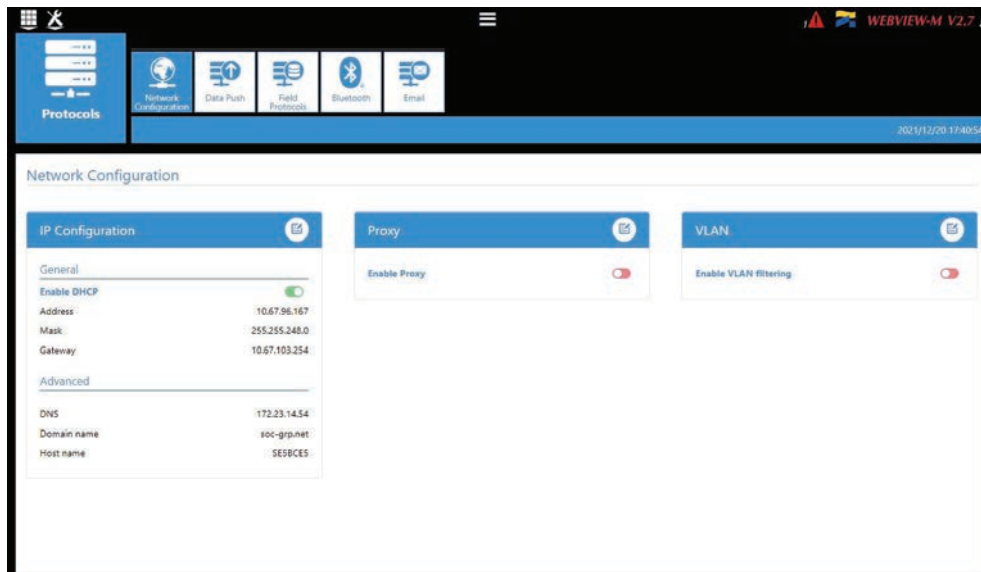 1
WEBVIEW-M V2.7
Protocols
Network
Configuration
Data Push
Field
Protocols
Bluetooth
Email
2021/12/20 17:40:54
Network Configuration
IP Configuration
General
Enable DHCP
Address 10.67.96.167
Mask 255.255.248.0
Gateway 10.67.103.254
Advanced
DNS 172.23.14.54
Domain name soc-grp.net
Host name SE5BCE5
Proxy
Enable Proxy
VLAN
Enable VLAN filtering